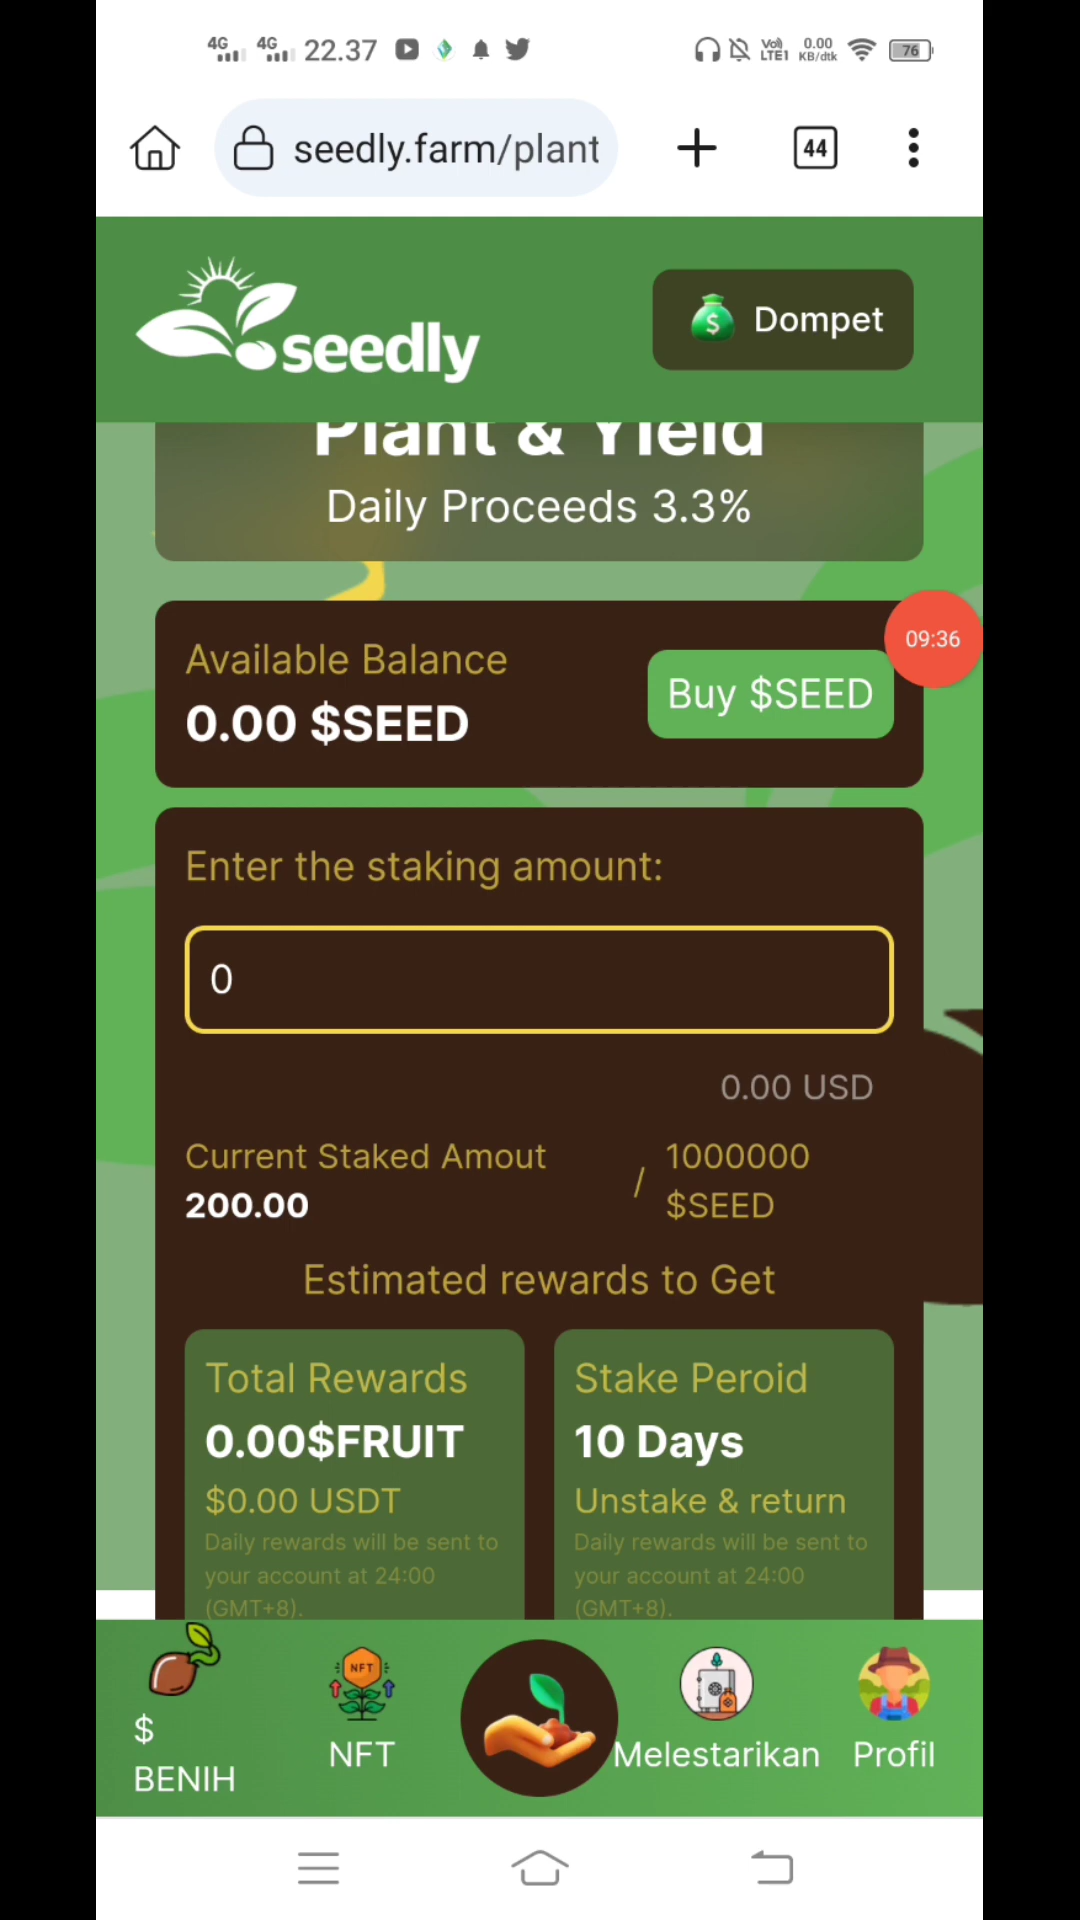 4G 4G 22.37 Vo) LTE1 0.00 KB/dtk 76
seedly.farm/plant 44
seedly Dompet
Plant & Yield
Daily Proceeds 3.3%
Available Balance
0.00 $SEED
Buy $SEED
09:36
Enter the staking amount:
0
0.00 USD
Current Staked Amout
200.00
/
1000000
$SEED
Estimated rewards to Get
Total Rewards
0.00$FRUIT
$0.00 USDT
Daily rewards will be sent to
your account at 24:00
(GMT+8).
Stake Peroid
10 Days
Unstake & return
Daily rewards will be sent to
your account at 24:00
(GMT+8).
$
BENIH
NFT
NFT
Melestarikan
Profil